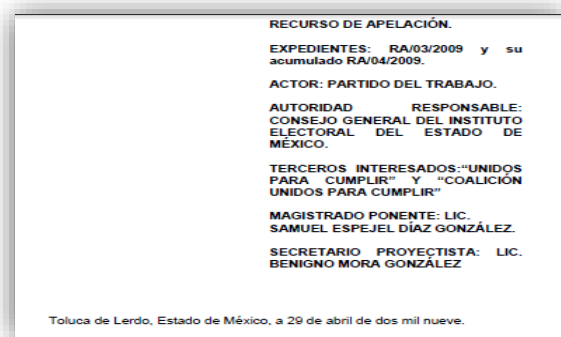 RECURSO DE APELACIÓN.
EXPEDIENTES: RA/03/2009 y su
acumulado RA/04/2009.
ACTOR: PARTIDO DEL TRABAJO.
AUTORIDAD RESPONSABLE:
CONSEJO GENERAL DEL INSTITUTO
ELECTORAL DEL ESTADO DE
MÉXICO.
TERCEROS INTERESADOS:“UNIDOS
PARA CUMPLIR” Y “COALICIÓN
UNIDOS PARA CUMPLIR”
MAGISTRADO PONENTE: LIC.
SAMUEL ESPEJEL DÍAZ GONZÁLEZ.
SECRETARIO PROYECTISTA: LIC.
BENIGNO MORA GONZÁLEZ
Toluca de Lerdo, Estado de México, a 29 de abril de dos mil nueve.